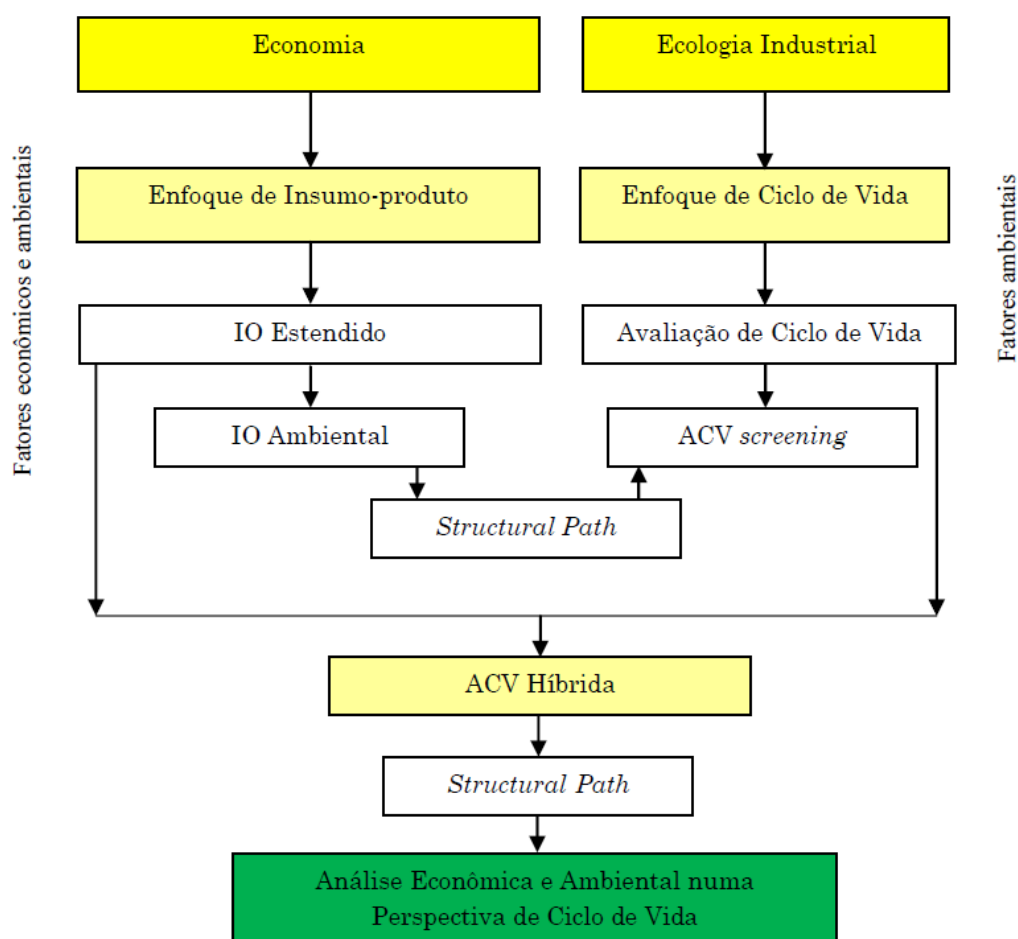 Economia
Ecologia Industrial
Fatores econômicos e ambientais
Fatores ambientais
Enfoque de Insumo-produto
Enfoque de Ciclo de Vida
IO Estendido
Avaliação de Ciclo de Vida
IO Ambiental
ACV screening
Structural Path
ACV Híbrida
Structural Path
Análise Econômica e Ambiental numa
Perspectiva de Ciclo de Vida